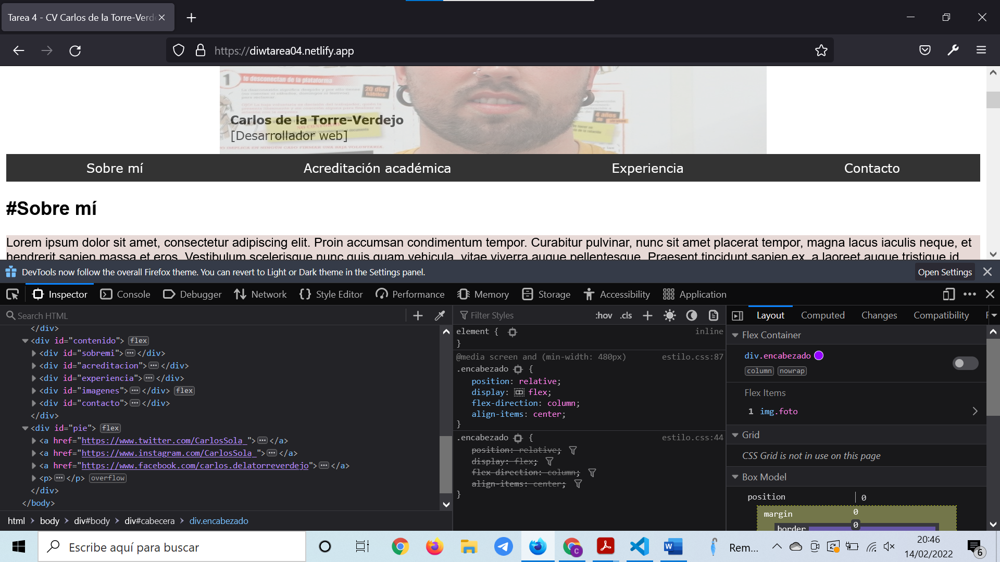 Tarea 4 - CV Carlos de la Torre-Verd
https://diwtarea04.netlify.app
1 te desconectan de la plataforma
20 días
hábiles
4 años
NO CONFORME
NO IMPLICA EN NINGÚN CASO FIRMAR UNA BAJA VOLUNTARIA.
Carlos de la Torre-Verdejo
[Desarrollador web]
Sobre mí Acreditación académica Experiencia Contacto
#Sobre mí
Lorem ipsum dolor sit amet, consectetur adipiscing elit. Proin accumsan condimentum tempor. Curabitur pulvinar, nunc sit amet placerat tempor, magna lacus iaculis neque, et
hendrerit sapien massa et eros. Vestibulum scelerisque nunc quis quam vehicula, vitae viverra augue pellentesque. Praesent tincidunt sapien ex, a laoreet augue tristique id.
DevTools now follow the overall Firefox theme. You can revert to Light or Dark theme in the Settings panel. Open Settings
Inspector Console Debugger Network Style Editor Performance Memory Storage Accessibility Application
Search HTML
</div>
<div id="contenido"> flex
<div id="sobremi">…</div>
<div id="acreditacion">…</div>
<div id="experiencia">…</div>
<div id="imagenes">…</div> flex
<div id="contacto">…</div>
</div>
<div id="pie"> flex
<a href="https://www.twitter.com/CarlosSola_">…</a>
<a href="https://www.instagram.com/CarlosSola_">…</a>
<a href="https://www.facebook.com/carlos.delatorreverdejo">…</a>
<p>…</p> overflow
</div>
</body>
html > body > div#body > div#cabecera > div.encabezado
Filter Styles :hov .cls
element { inline
}
@media screen and (min-width: 480px) estilo.css:87
.encabezado {
position: relative;
display: flex;
flex-direction: column;
align-items: center;
}
.encabezado { estilo.css:44
position: relative;
display: flex;
flex-direction: column;
align-items: center;
}
Layout Computed Changes Compatibility
Flex Container
div.encabezado
column nowrap
Flex Items
1 img.foto
Grid
CSS Grid is not in use on this page
Box Model
position 0
margin 0
border 0
Escribe aquí para buscar
Rem...
20:46
14/02/2022
6